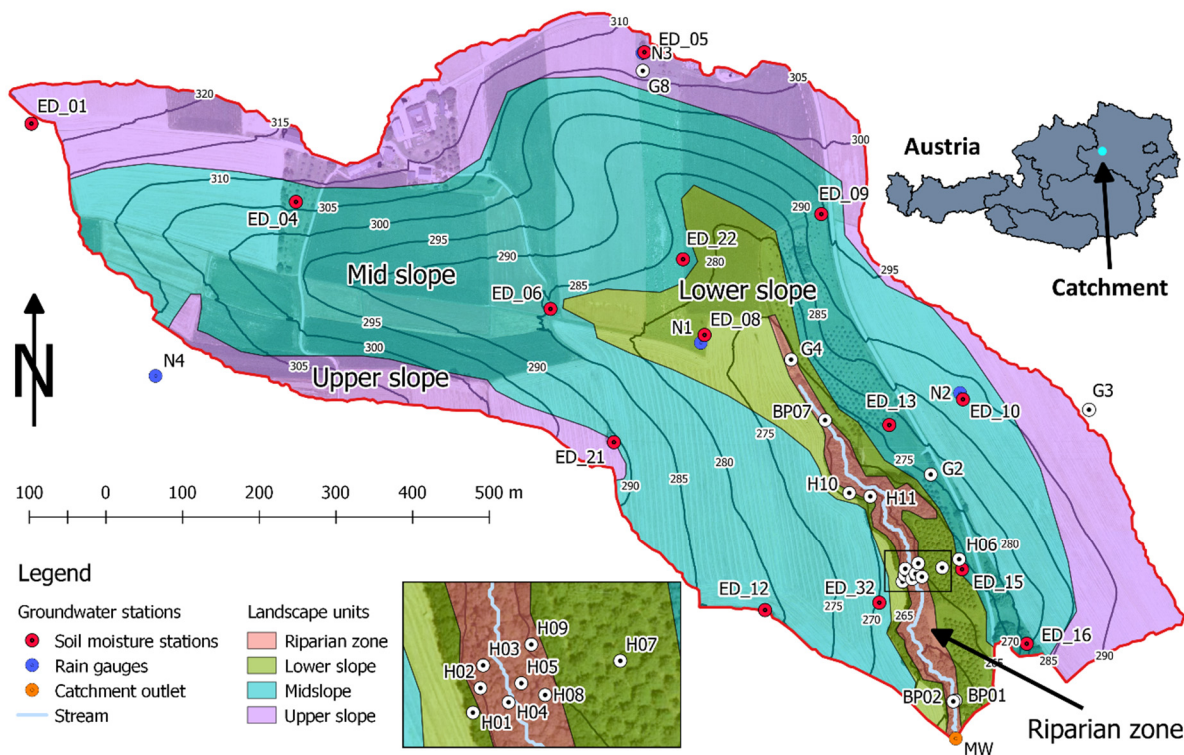 310
ED_05
N3
G8
305
320
ED_01
315
300
Austria
310
ED_04
305
300
295
290
ED_09
290
295
Catchment
Mid slope
285
ED_22
280
ED_06
Lower slope
285
N1
ED_08
N
295
300
290
N4
305
Upper slope
G4
N2
ED_10
G3
BP07
ED_13
275
275
280
ED_21
290
285
G2
H10
H11
100 0 100 200 300 400 500 m
280
H06
ED_15
Legend
Groundwater stations
Soil moisture stations
Rain gauges
Catchment outlet
Stream
Landscape units
Riparian zone
Lower slope
Midslope
Upper slope
H09
H03
H07
H02
H05
H08
H04
H01
ED_12
ED_32
275
270
265
270
ED_16
285
290
265
BP02
BP01
Riparian zone
MW